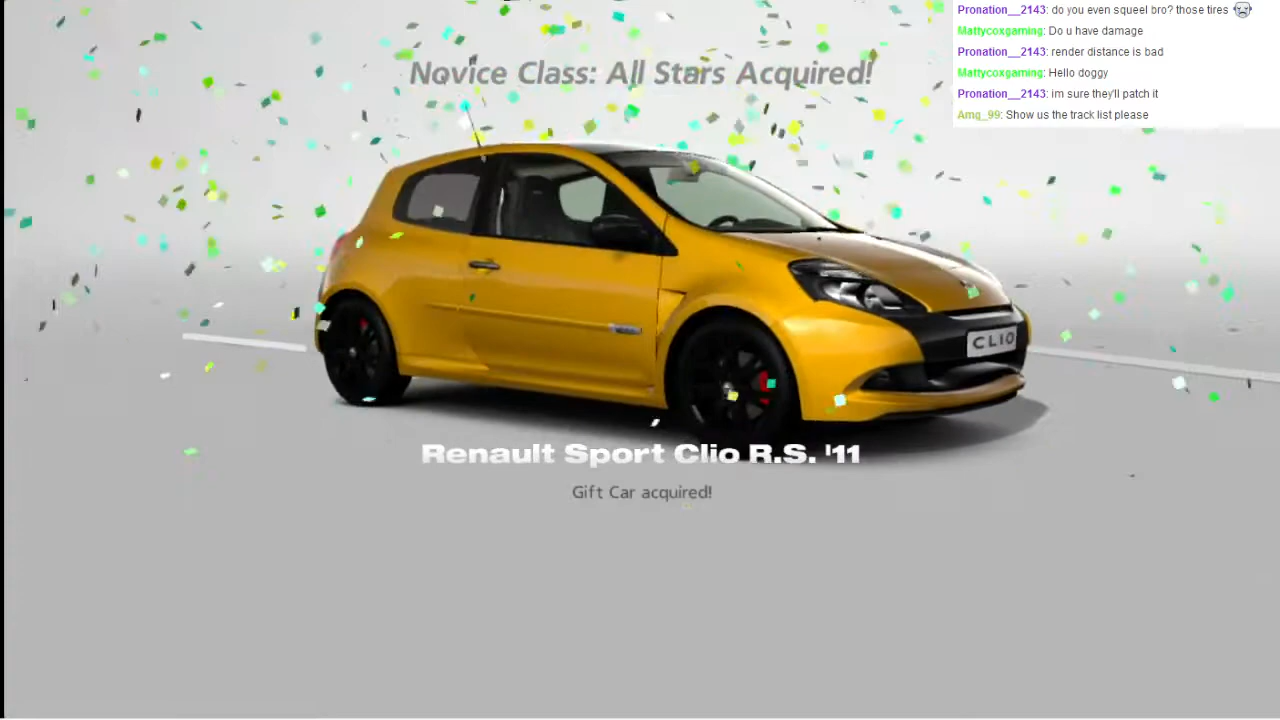 Pronation__2143: do you even squeel bro? those tires
Mattycoxgaming: Do u have damage
Pronation__2143: render distance is bad
Mattycoxgaming: Hello doggy
Pronation__2143: im sure they'll patch it
Amq_99: Show us the track list please
Novice Class: All Stars Acquired!
CLIO
Renault Sport Clio R.S. '11
Gift Car acquired!